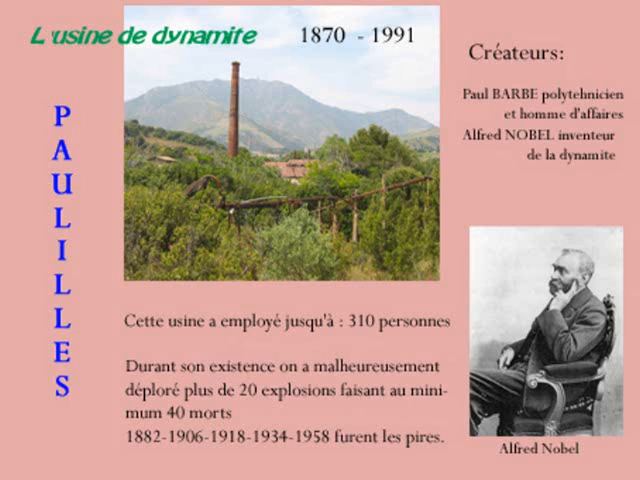 L'usine de dynamite 1870 - 1991
Créateurs:
Paul BARBE polytehnicien
et homme d'affaires
Alfred NOBEL inventeur
de la dynamite
PAULILLES
Cette usine a employé jusqu'à : 310 personnes
Durant son existence on a malheureusement
déploré plus de 20 explosions faisant au mini-
mum 40 morts
1882-1906-1918-1934-1958 furent les pires.
Alfred Nobel